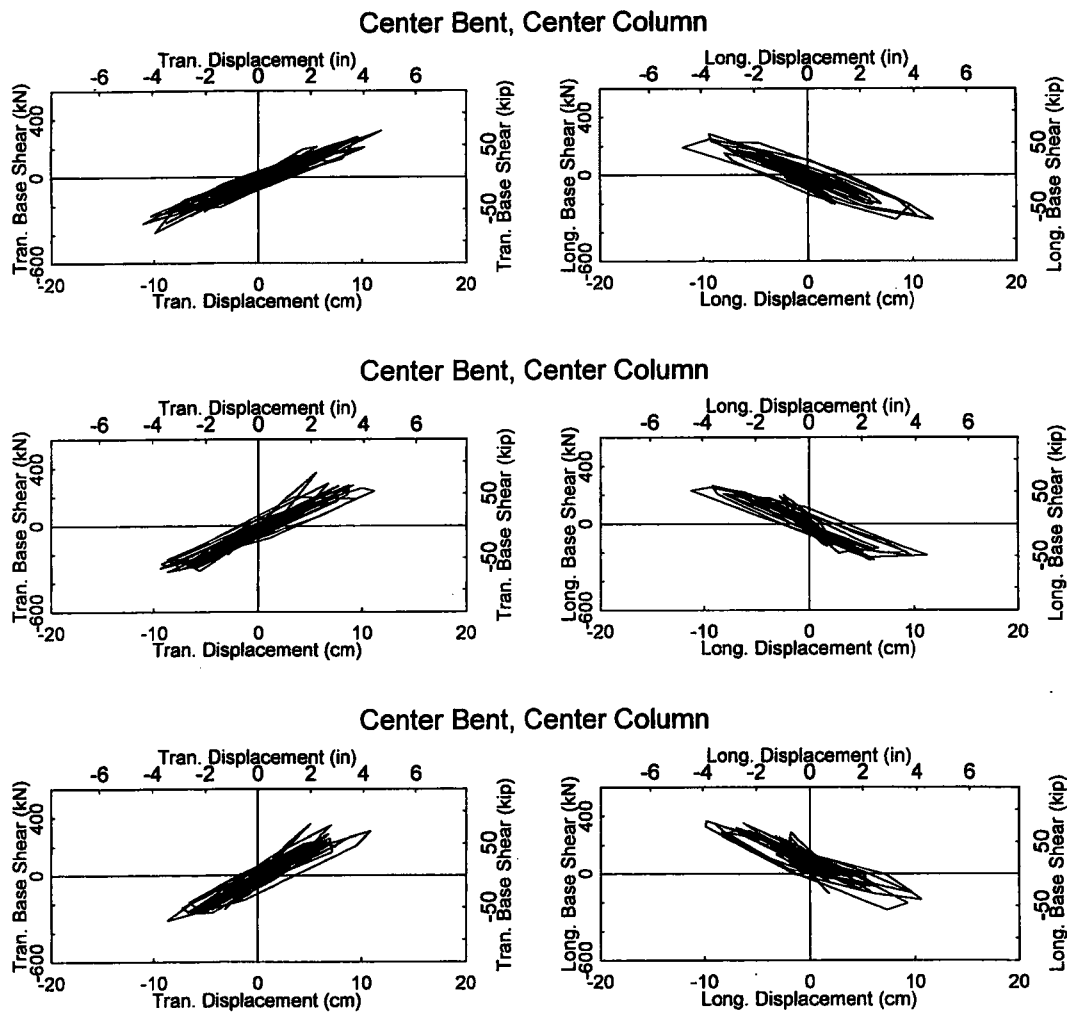 Center Bent, Center Column
Tran. Displacement (in)
-6 -4 -2 0 2 4 6
Tran. Base Shear (kN)
400
0
-600
50
-50
Tran. Base Shear (kip)
-20 -10 0 10 20
Tran. Displacement (cm)
Long. Displacement (in)
-6 -4 -2 0 2 4 6
Long. Base Shear (kN)
400
0
-600
50
-50
Long. Base Shear (kip)
-20 -10 0 10 20
Long. Displacement (cm)
Center Bent, Center Column
Tran. Displacement (in)
-6 -4 -2 0 2 4 6
Tran. Base Shear (kN)
400
0
-600
50
-50
Tran. Base Shear (kip)
-20 -10 0 10 20
Tran. Displacement (cm)
Long. Displacement (in)
-6 -4 -2 0 2 4 6
Long. Base Shear (kN)
400
0
-600
50
-50
Long. Base Shear (kip)
-20 -10 0 10 20
Long. Displacement (cm)
Center Bent, Center Column
Tran. Displacement (in)
-6 -4 -2 0 2 4 6
Tran. Base Shear (kN)
400
0
-600
50
-50
Tran. Base Shear (kip)
-20 -10 0 10 20
Tran. Displacement (cm)
Long. Displacement (in)
-6 -4 -2 0 2 4 6
Long. Base Shear (kN)
400
0
-600
50
-50
Long. Base Shear (kip)
-20 -10 0 10 20
Long. Displacement (cm)